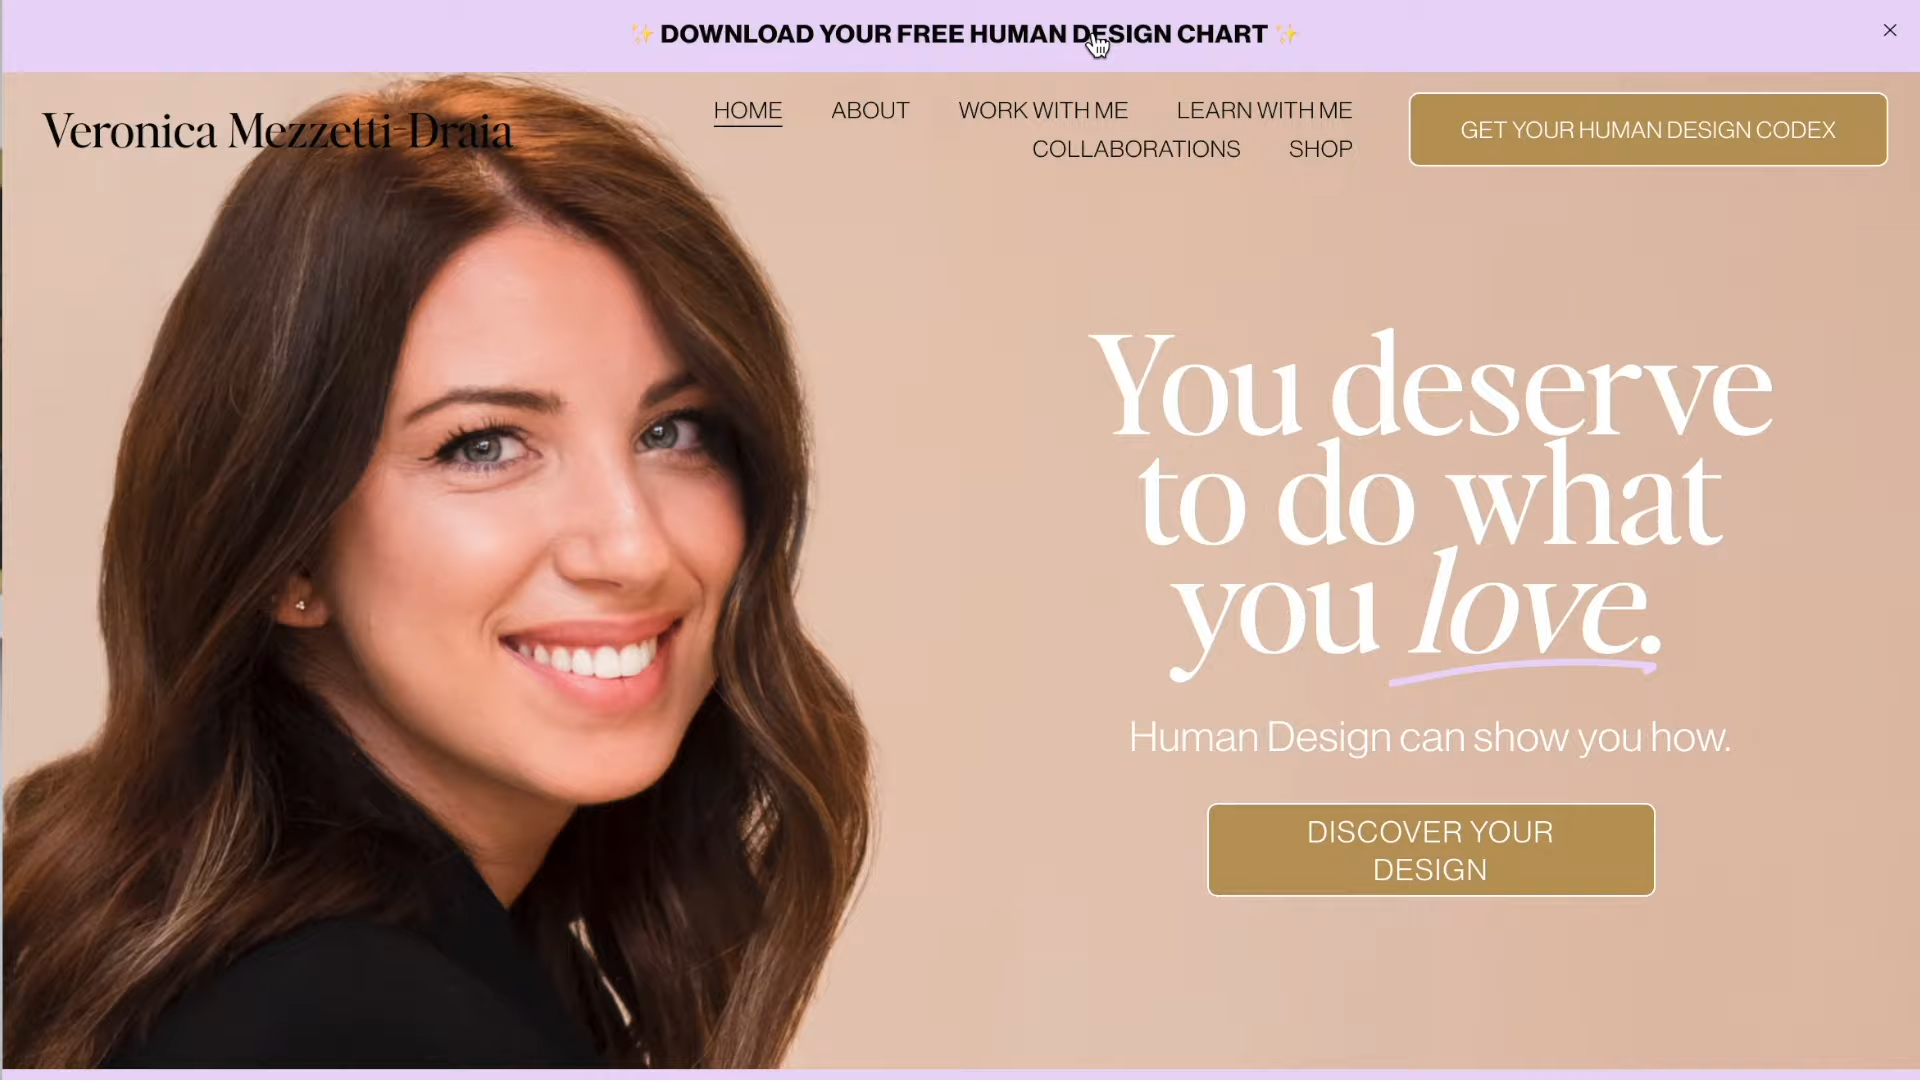 ✨ DOWNLOAD YOUR FREE HUMAN DESIGN CHART ✨
Veronica Mezzetti-Draia
HOME ABOUT WORK WITH ME LEARN WITH ME
COLLABORATIONS SHOP
GET YOUR HUMAN DESIGN CODEX
You deserve
to do what
you love.
Human Design can show you how.
DISCOVER YOUR
DESIGN